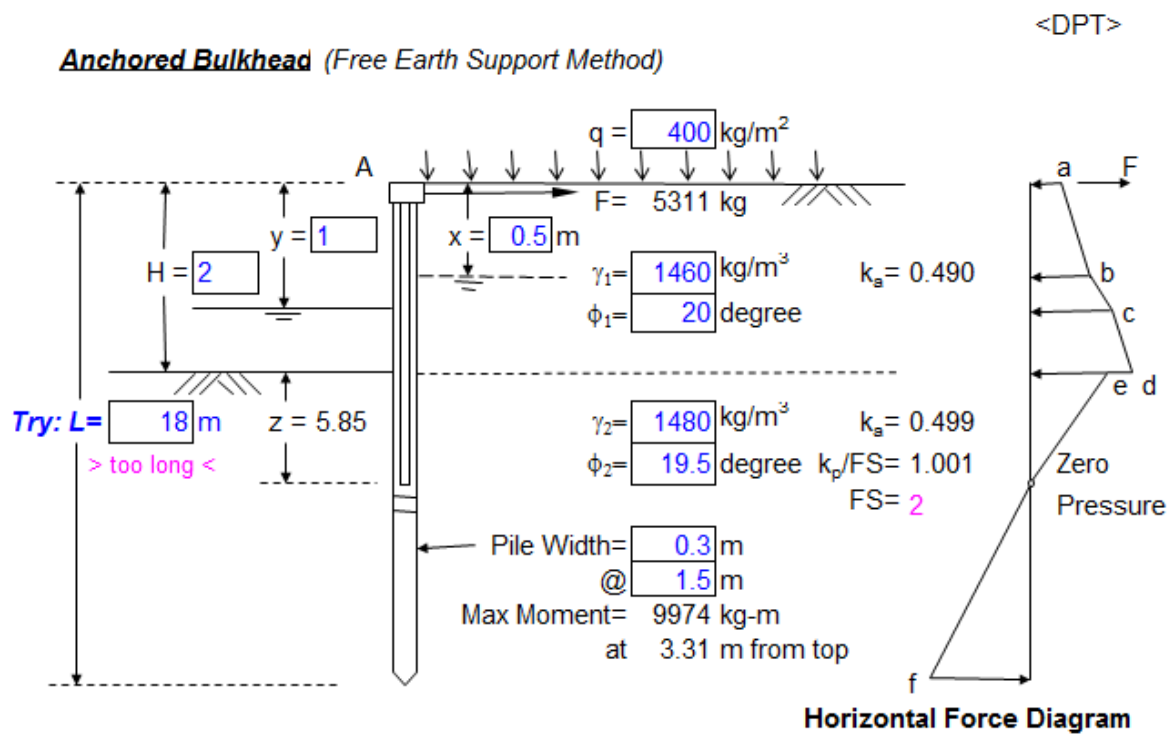 <DPT>
Anchored Bulkhead (Free Earth Support Method)
q = 400 kg/m²
A
a F
F= 5311 kg
y = 1
x = 0.5 m
H = 2
γ₁= 1460 kg/m³ kₐ= 0.490
b
ϕ₁= 20 degree
c
e d
Try: L= 18 m
z = 5.85
γ₂= 1480 kg/m³ kₐ= 0.499
> too long <
ϕ₂= 19.5 degree kₚ/FS= 1.001
Zero
FS= 2
Pressure
Pile Width= 0.3 m
@ 1.5 m
Max Moment= 9974 kg-m
at 3.31 m from top
f
Horizontal Force Diagram